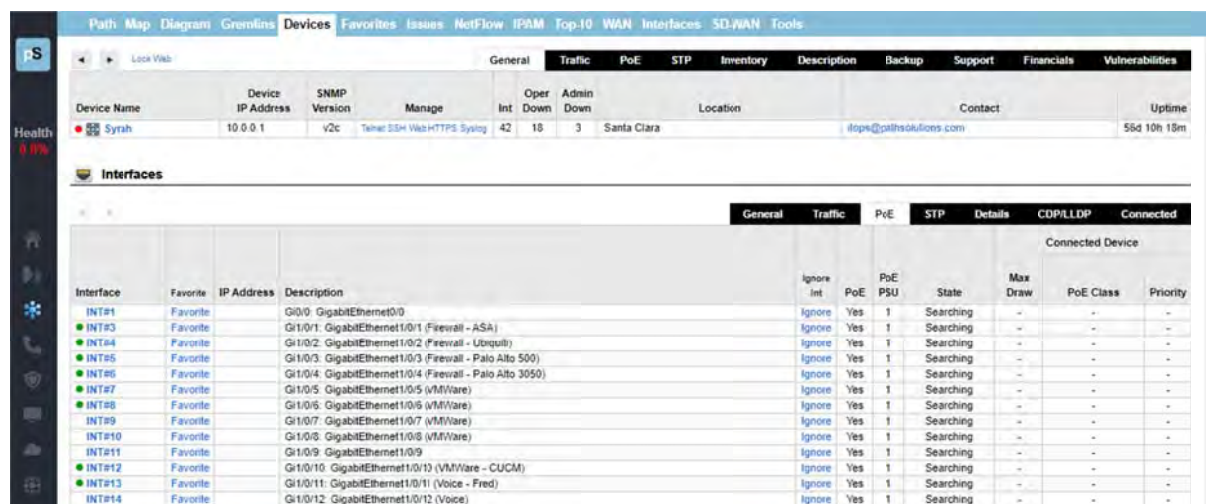 Path Map Diagram Gremlins Devices Favorites Issues NetFlow IPAM Top-10 WAN Interfaces SD-WAN Tools
pS
Lock Web
General Traffic PoE STP Inventory Description Backup Support Financials Vulnerabilities
Device Name Device IP Address SNMP Version Manage Int Oper Down Admin Down Location Contact Uptime
Syrah 10.0.0.1 v2c Telnet SSH Web HTTPS Syslog 42 18 3 Santa Clara itops@pathsolutions.com 56d 10h 18m
Health
0.0%
Interfaces
General Traffic PoE STP Details CDP/LLDP Connected
Connected Device
Interface Favorite IP Address Description Ignore Int PoE PoE PSU State Max Draw PoE Class Priority
INT#1 Favorite Gi0/0: GigabitEthernet0/0 Ignore Yes 1 Searching - - -
INT#3 Favorite Gi1/0/1: GigabitEthernet1/0/1 (Firewall - ASA) Ignore Yes 1 Searching - - -
INT#4 Favorite Gi1/0/2: GigabitEthernet1/0/2 (Firewall - Ubiquiti) Ignore Yes 1 Searching - - -
INT#5 Favorite Gi1/0/3: GigabitEthernet1/0/3 (Firewall - Palo Alto 500) Ignore Yes 1 Searching - - -
INT#6 Favorite Gi1/0/4: GigabitEthernet1/0/4 (Firewall - Palo Alto 3050) Ignore Yes 1 Searching - - -
INT#7 Favorite Gi1/0/5: GigabitEthernet1/0/5 (VMWare) Ignore Yes 1 Searching - - -
INT#8 Favorite Gi1/0/6: GigabitEthernet1/0/6 (VMWare) Ignore Yes 1 Searching - - -
INT#9 Favorite Gi1/0/7: GigabitEthernet1/0/7 (VMWare) Ignore Yes 1 Searching - - -
INT#10 Favorite Gi1/0/8: GigabitEthernet1/0/8 (VMWare) Ignore Yes 1 Searching - - -
INT#11 Favorite Gi1/0/9: GigabitEthernet1/0/9 Ignore Yes 1 Searching - - -
INT#12 Favorite Gi1/0/10: GigabitEthernet1/0/10 (VMWare - CUCM) Ignore Yes 1 Searching - - -
INT#13 Favorite Gi1/0/11: GigabitEthernet1/0/11 (Voice - Fred) Ignore Yes 1 Searching - - -
INT#14 Favorite Gi1/0/12: GigabitEthernet1/0/12 (Voice) Ignore Yes 1 Searching - - -